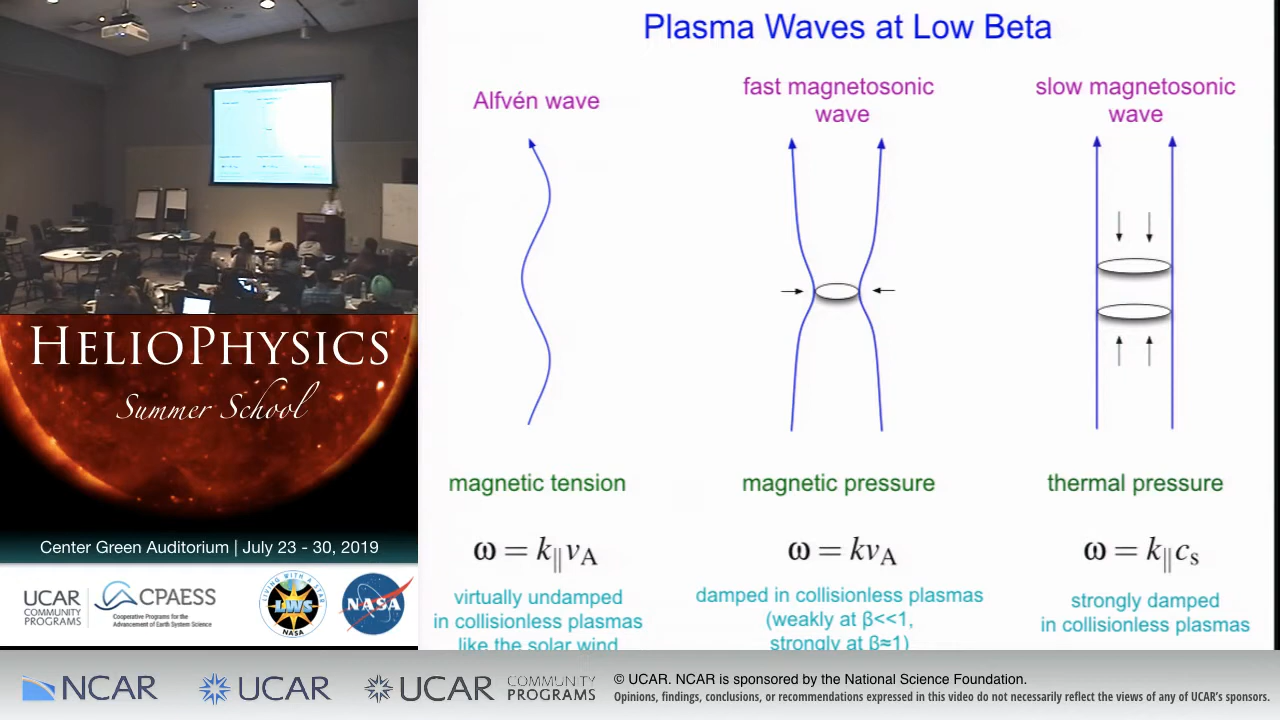 Plasma Waves at Low Beta
Alfvén wave
fast magnetosonic
wave
slow magnetosonic
wave
magnetic tension
magnetic pressure
thermal pressure
ω = k∥vA
ω = kvA
ω = k∥cs
virtually undamped
in collisionless plasmas
like the solar wind
damped in collisionless plasmas
(weakly at β<<1,
strongly at β≈1)
strongly damped
in collisionless plasmas
HELIOPHYSICS
Summer School
Center Green Auditorium | July 23 - 30, 2019
UCAR
COMMUNITY
PROGRAMS
CPAESS
Cooperative Programs for the
Advancement of Earth System Science
LIVING WITH A STAR
LWS
NASA
NASA
NCAR
UCAR
UCAR
COMMUNITY
PROGRAMS
© UCAR. NCAR is sponsored by the National Science Foundation.
Opinions, findings, conclusions, or recommendations expressed in this video do not necessarily reflect the views of any of UCAR's sponsors.